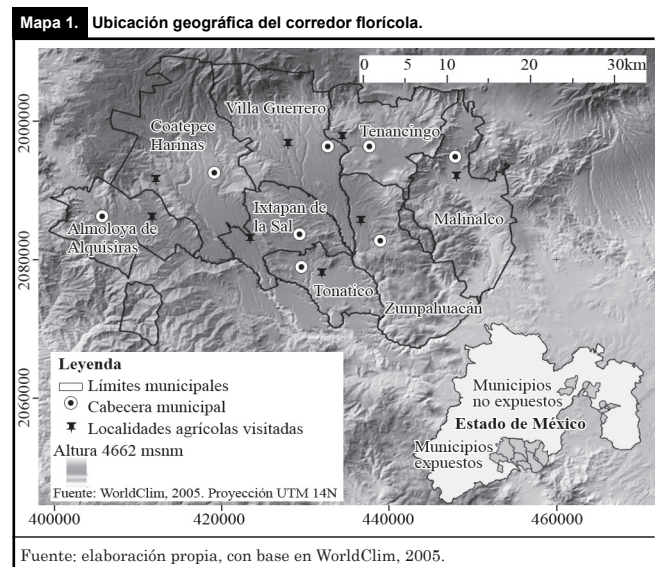 Mapa 1. Ubicación geográfica del corredor florícola.
0 5 10 20 30km
Villa Guerrero
Coatepec
Harinas
Tenancingo
Ixtapan de
la Sal
Malinalco
Almoloya de
Alquisiras
Tonatico
Zumpahuacán
2000000
2080000
2060000
Leyenda
Límites municipales
Cabecera municipal
Localidades agrícolas visitadas
Altura 4662 msnm
Fuente: WorldClim, 2005. Proyección UTM 14N
Municipios
no expuestos
Estado de México
Municipios
expuestos
400000 420000 440000 460000
Fuente: elaboración propia, con base en WorldClim, 2005.